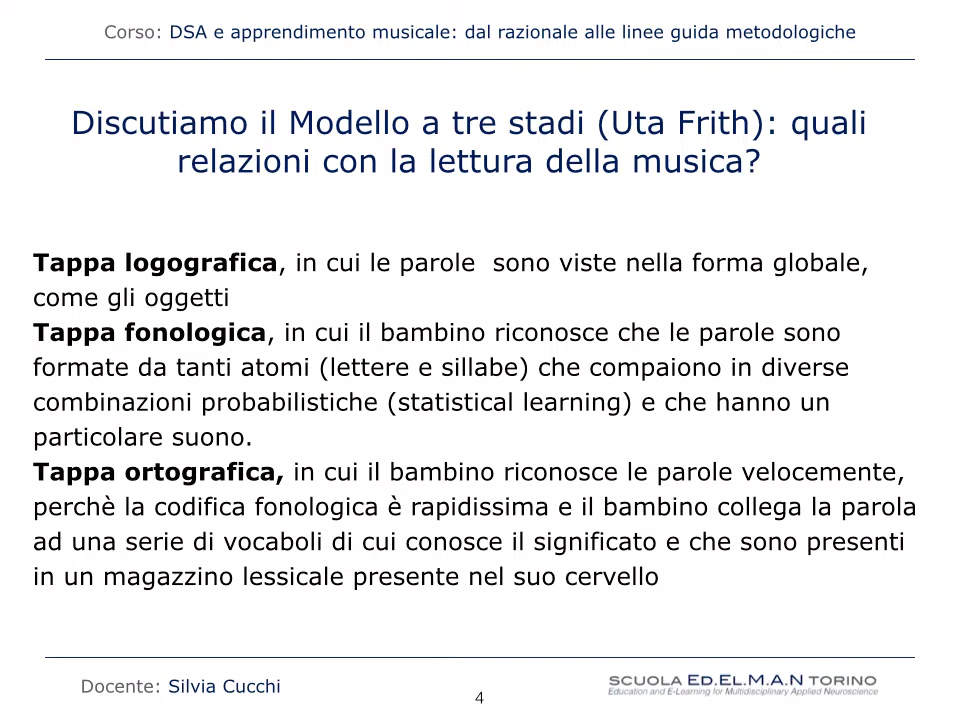 Corso: DSA e apprendimento musicale: dal razionale alle linee guida metodologiche
Discutiamo il Modello a tre stadi (Uta Frith): quali
relazioni con la lettura della musica?
Tappa logografica, in cui le parole sono viste nella forma globale,
come gli oggetti
Tappa fonologica, in cui il bambino riconosce che le parole sono
formate da tanti atomi (lettere e sillabe) che compaiono in diverse
combinazioni probabilistiche (statistical learning) e che hanno un
particolare suono.
Tappa ortografica, in cui il bambino riconosce le parole velocemente,
perchè la codifica fonologica è rapidissima e il bambino collega la parola
ad una serie di vocaboli di cui conosce il significato e che sono presenti
in un magazzino lessicale presente nel suo cervello
Docente: Silvia Cucchi
4
SCUOLA ED.EL.M.A.N TORINO
Education and E-Learning for Multidisciplinary Applied Neuroscience